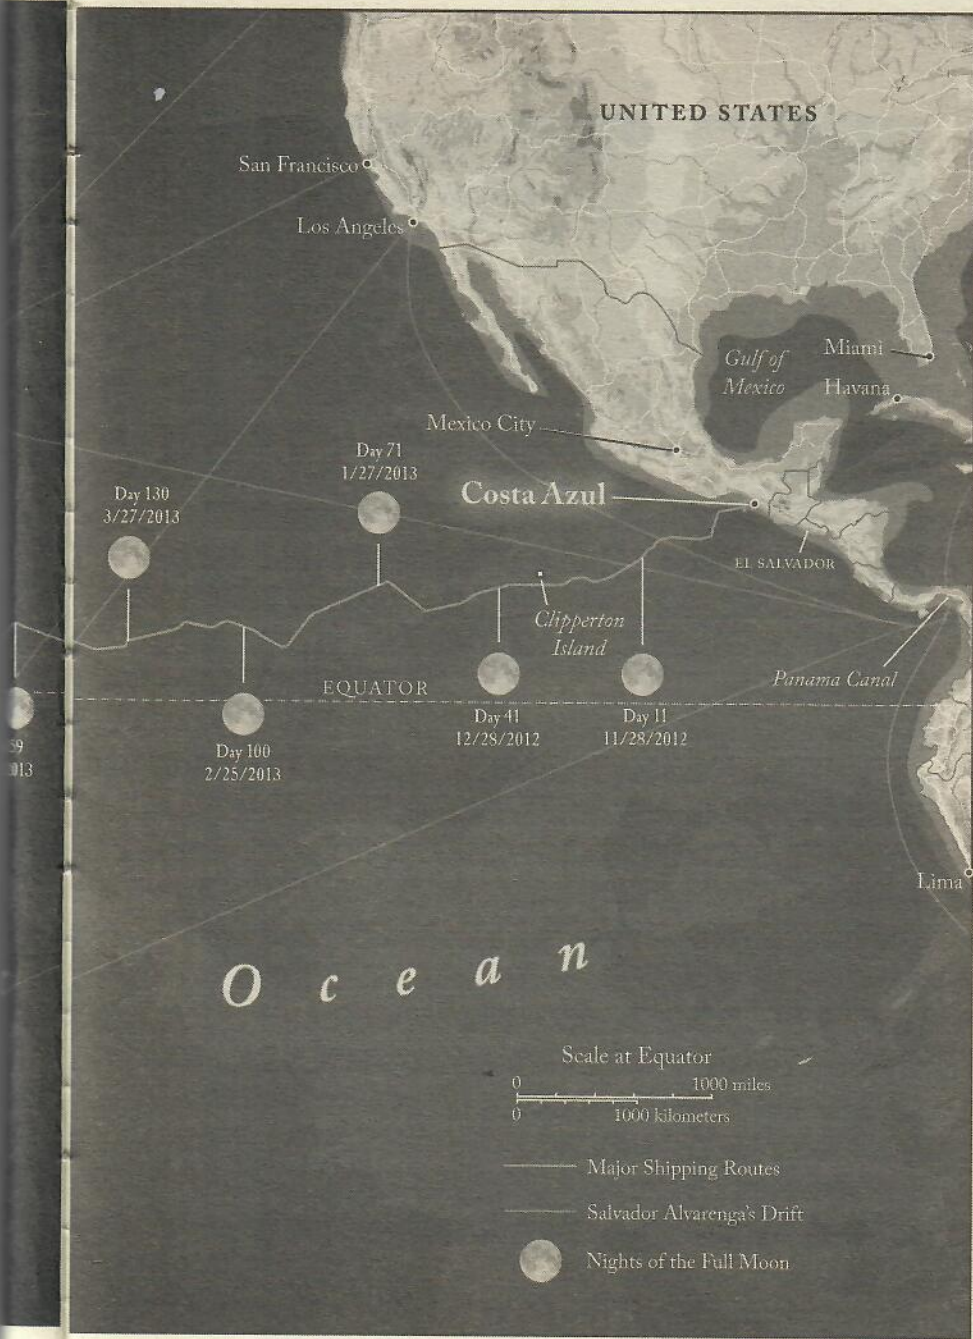 UNITED STATES
San Francisco
Los Angeles
Gulf of
Mexico
Miami
Havana
Mexico City
Day 71
1/27/2013
Costa Azul
Day 130
3/27/2013
EL SALVADOR
Clipperton
Island
Panama Canal
EQUATOR
Day 41
12/28/2012
Day 11
11/28/2012
59
013
Day 100
2/25/2013
Lima
Ocean
Scale at Equator
0 1000 miles
0 1000 kilometers
Major Shipping Routes
Salvador Alvarenga's Drift
Nights of the Full Moon